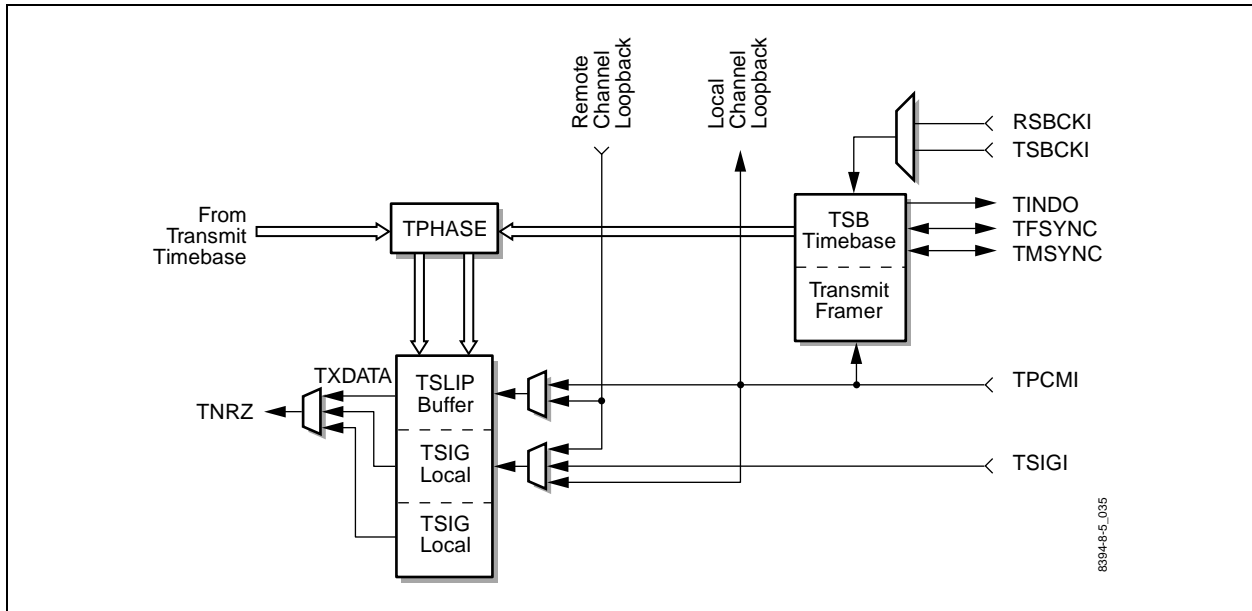 Remote
Channel
Loopback
Local
Channel
Loopback
RSBCKI
TSBCKI
From
Transmit
Timebase
TPHASE
TSB
Timebase
Transmit
Framer
TINDO
TFSYNC
TMSYNC
TXDATA
TNRZ
TSLIP
Buffer
TSIG
Local
TSIG
Local
TPCMI
TSIGI
8394-8-5_035